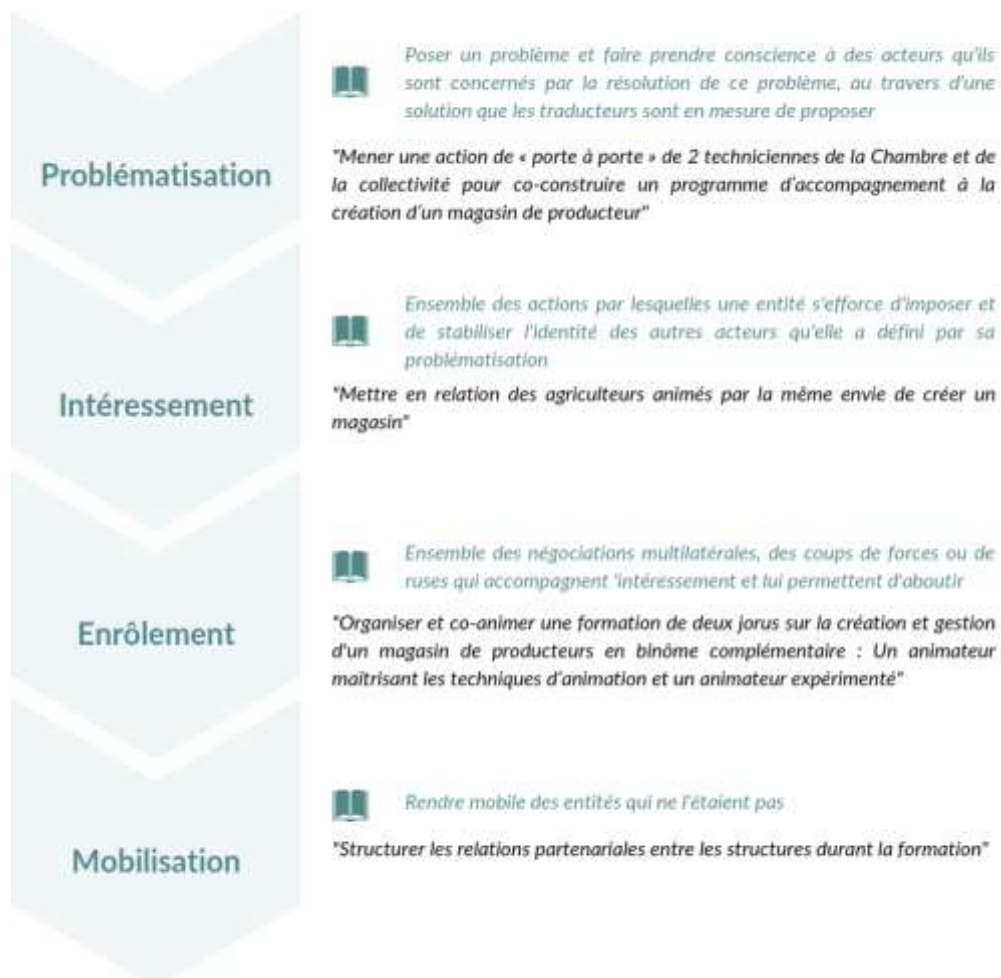 Problématisation
Poser un problème et faire prendre conscience à des acteurs qu'ils
sont concernés par la résolution de ce problème, au travers d'une
solution que les traducteurs sont en mesure de proposer
"Mener une action de « porte à porte » de 2 techniciennes de la Chambre et de
la collectivité pour co-construire un programme d'accompagnement à la
création d'un magasin de producteur"
Intéressement
Ensemble des actions par lesquelles une entité s'efforce d'imposer et
de stabiliser l'identité des autres acteurs qu'elle a défini par sa
problématisation
"Mettre en relation des agriculteurs animés par la même envie de créer un
magasin"
Enrôlement
Ensemble des négociations multilatérales, des coups de forces ou de
ruses qui accompagnent 'intéressement et lui permettent d'aboutir
"Organiser et co-animer une formation de deux jorus sur la création et gestion
d'un magasin de producteurs en binôme complémentaire : Un animateur
maîtrisant les techniques d'animation et un animateur expérimenté"
Mobilisation
Rendre mobile des entités qui ne l'étaient pas
"Structurer les relations partenariales entre les structures durant la formation"